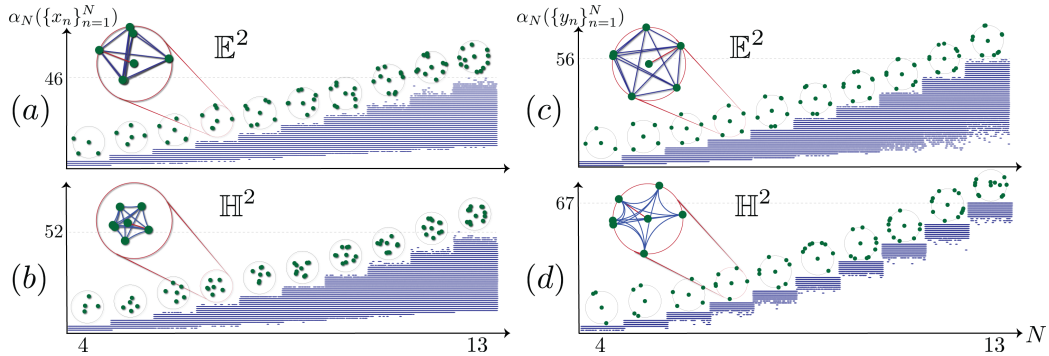 α_N({x_n}_{n=1}^N)
𝔼²
46
(a)
ℍ²
52
(b)
4
13
α_N({y_n}_{n=1}^N)
𝔼²
56
(c)
ℍ²
67
(d)
4
13
N